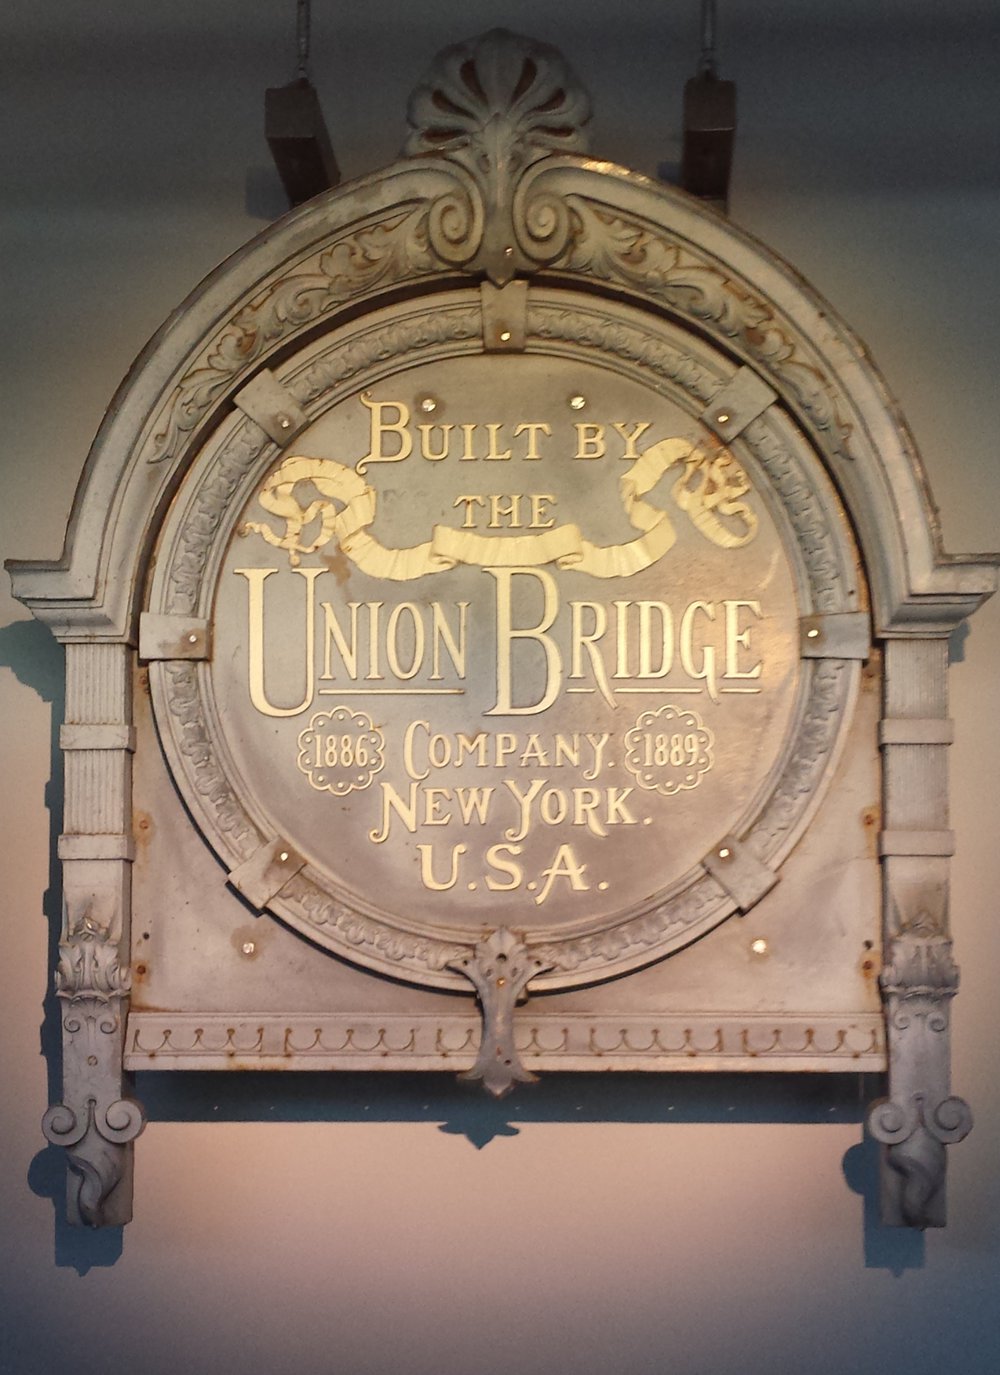 BUILT BY
THE
UNION BRIDGE
1886 COMPANY. 1889
NEW YORK.
U.S.A.